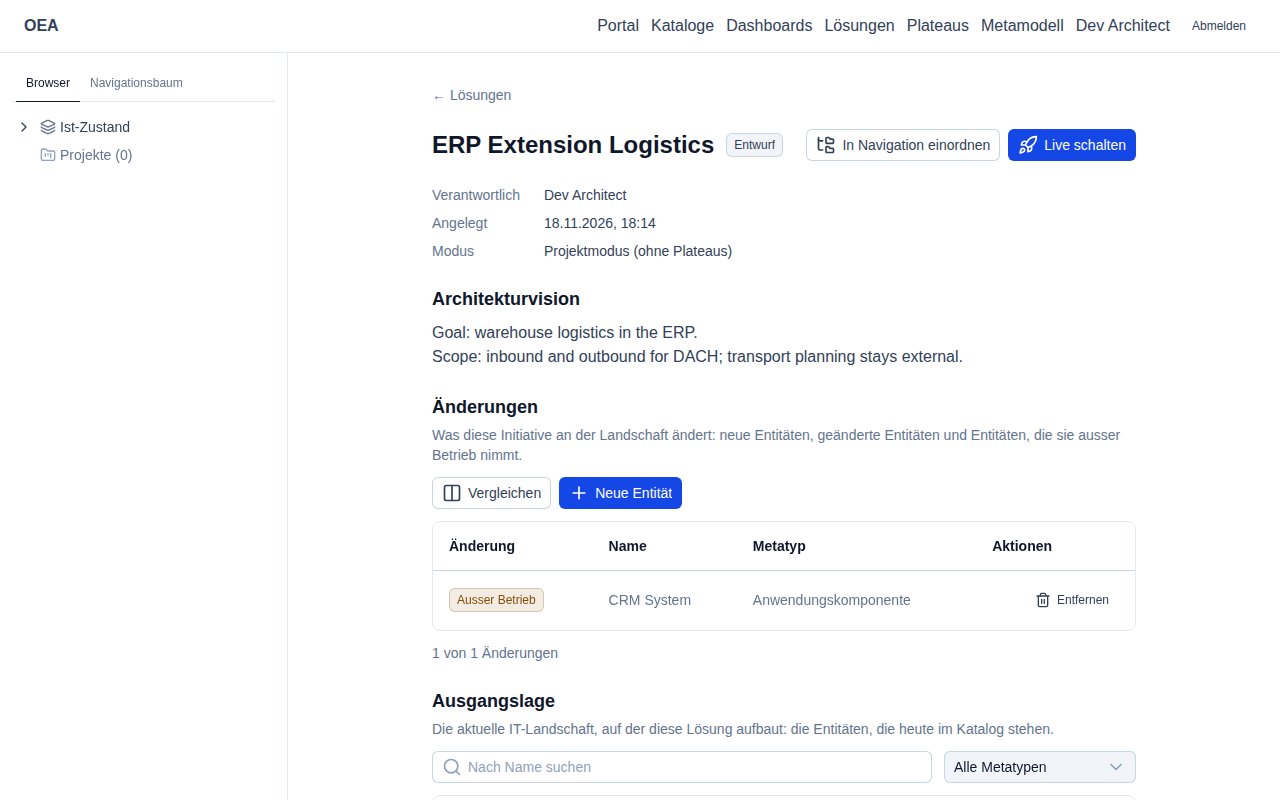 OEA
Portal Kataloge Dashboards Lösungen Plateaus Metamodell Dev Architect Abmelden
Browser Navigationsbaum
Ist-Zustand
Projekte (0)
← Lösungen
ERP Extension Logistics Entwurf In Navigation einordnen Live schalten
Verantwortlich Dev Architect
Angelegt 18.11.2026, 18:14
Modus Projektmodus (ohne Plateaus)
Architekturvision
Goal: warehouse logistics in the ERP.
Scope: inbound and outbound for DACH; transport planning stays external.
Änderungen
Was diese Initiative an der Landschaft ändert: neue Entitäten, geänderte Entitäten und Entitäten, die sie ausser
Betrieb nimmt.
Vergleichen Neue Entität
Änderung Name Metatyp Aktionen
Ausser Betrieb CRM System Anwendungskomponente Entfernen
1 von 1 Änderungen
Ausgangslage
Die aktuelle IT-Landschaft, auf der diese Lösung aufbaut: die Entitäten, die heute im Katalog stehen.
Nach Name suchen Alle Metatypen